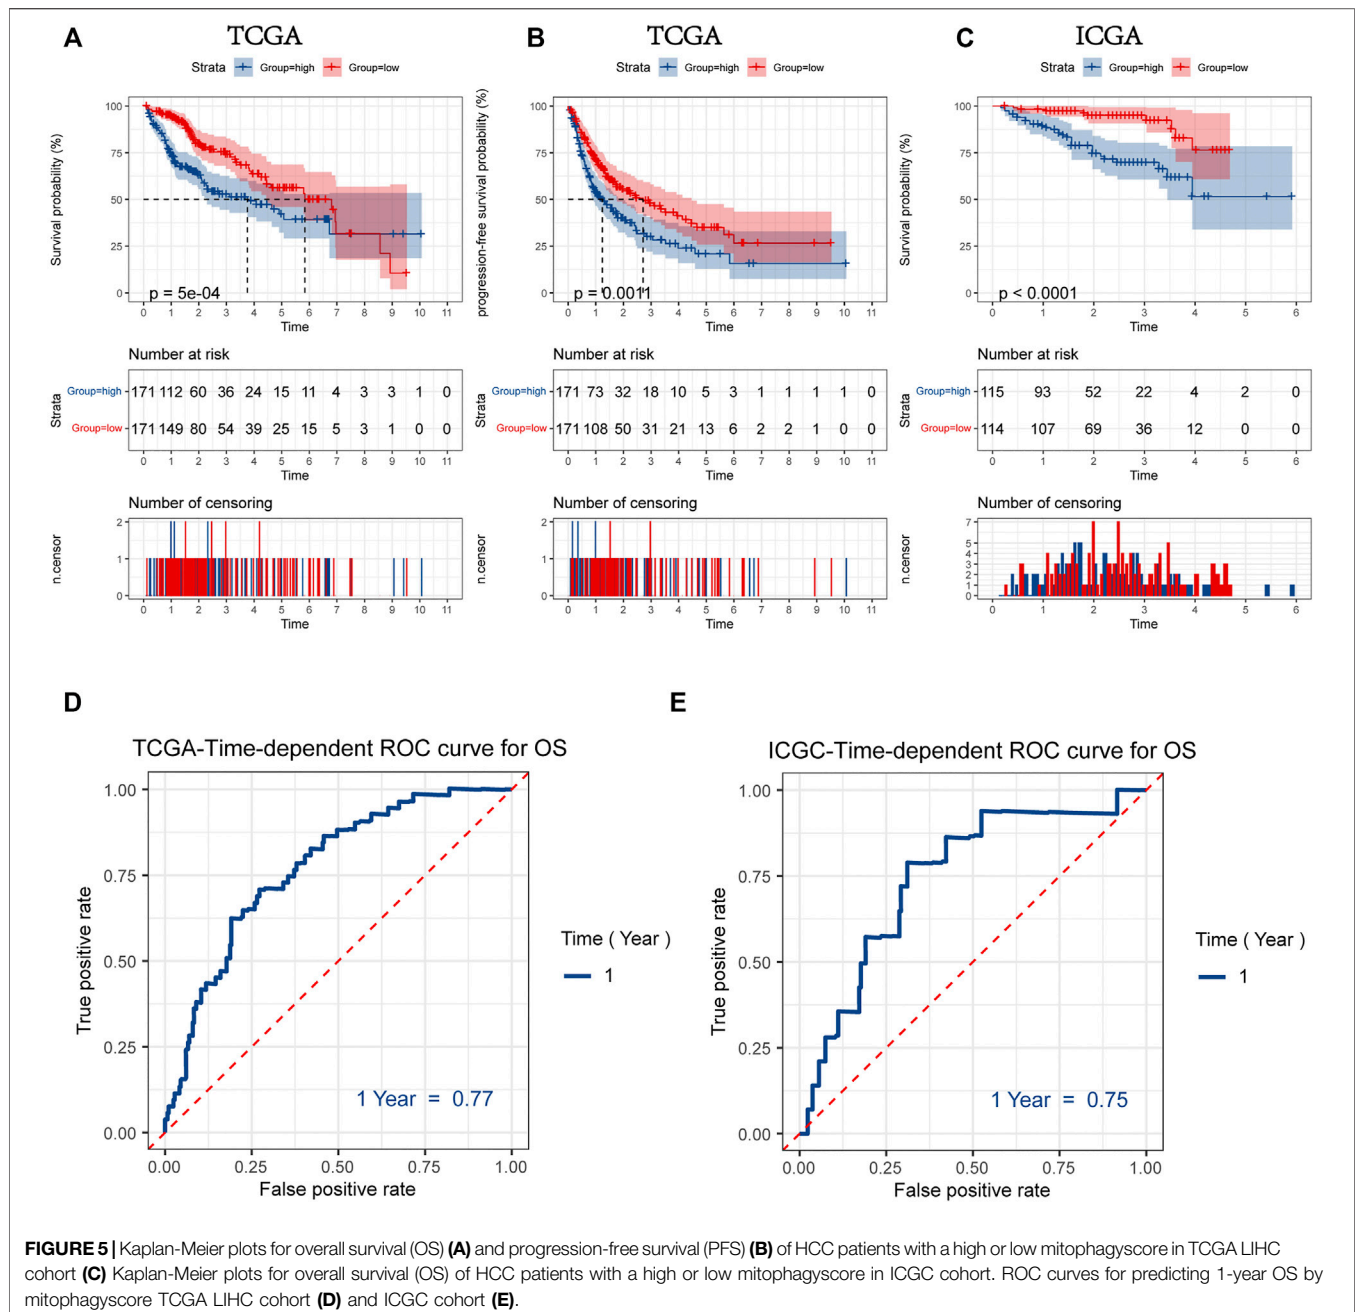 A TCGA
Strata Group=high Group=low
Survival probability (%)
100
75
50
25
0
p = 5e-04
0 1 2 3 4 5 6 7 8 9 10 11
Time
Number at risk
Strata
Group=high 171 112 60 36 24 15 11 4 3 3 1 0
Group=low 171 149 80 54 39 25 15 5 3 1 0 0
0 1 2 3 4 5 6 7 8 9 10 11
Time
Number of censoring
n.censor
2
1
0
0 1 2 3 4 5 6 7 8 9 10 11
Time
B TCGA
Strata Group=high Group=low
progression-free survival probability (%)
100
75
50
25
0
p = 0.0011
0 1 2 3 4 5 6 7 8 9 10 11
Time
Number at risk
Strata
Group=high 171 73 32 18 10 5 3 1 1 1 1 0
Group=low 171 108 50 31 21 13 6 2 2 1 0 0
0 1 2 3 4 5 6 7 8 9 10 11
Time
Number of censoring
n.censor
2
1
0
0 1 2 3 4 5 6 7 8 9 10 11
Time
C ICGA
Strata Group=high Group=low
Survival probability (%)
100
75
50
25
0
p < 0.0001
0 1 2 3 4 5 6
Time
Number at risk
Strata
Group=high 115 93 52 22 4 2 0
Group=low 114 107 69 36 12 0 0
0 1 2 3 4 5 6
Time
Number of censoring
n.censor
7
5
4
3
2
1
0
0 1 2 3 4 5 6
Time
D
TCGA-Time-dependent ROC curve for OS
True positive rate
1.00
0.75
0.50
0.25
0.00
1 Year = 0.77
0.00 0.25 0.50 0.75 1.00
False positive rate
Time ( Year )
1
E
ICGC-Time-dependent ROC curve for OS
True positive rate
1.00
0.75
0.50
0.25
0.00
1 Year = 0.75
0.00 0.25 0.50 0.75 1.00
False positive rate
Time ( Year )
1
FIGURE 5 | Kaplan-Meier plots for overall survival (OS) (A) and progression-free survival (PFS) (B) of HCC patients with a high or low mitophagyscore in TCGA LIHC
cohort (C) Kaplan-Meier plots for overall survival (OS) of HCC patients with a high or low mitophagyscore in ICGC cohort. ROC curves for predicting 1-year OS by
mitophagyscore TCGA LIHC cohort (D) and ICGC cohort (E).